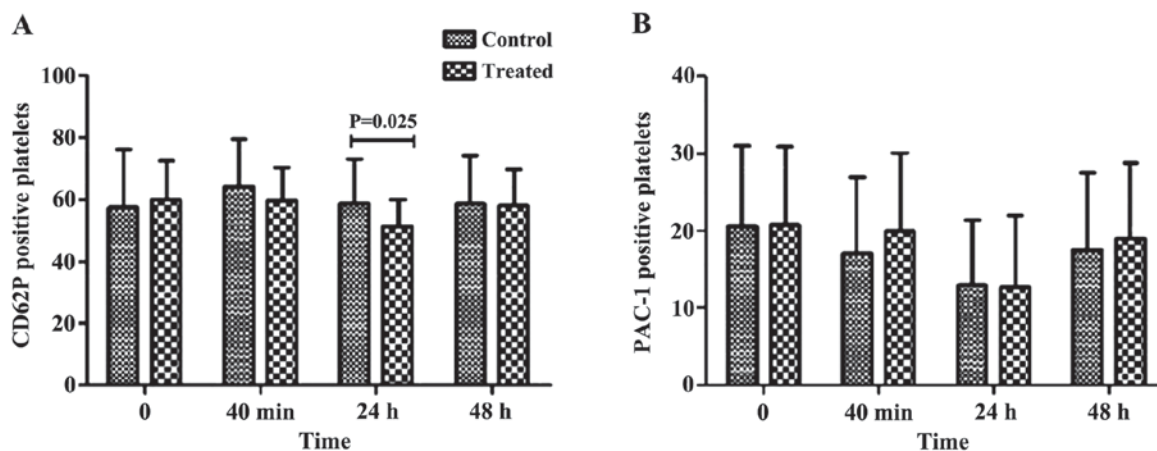 A
Control
Treated
CD62P positive platelets
100
80
60
40
20
0
P=0.025
0
40 min
24 h
48 h
Time
B
PAC-1 positive platelets
40
30
20
10
0
0
40 min
24 h
48 h
Time